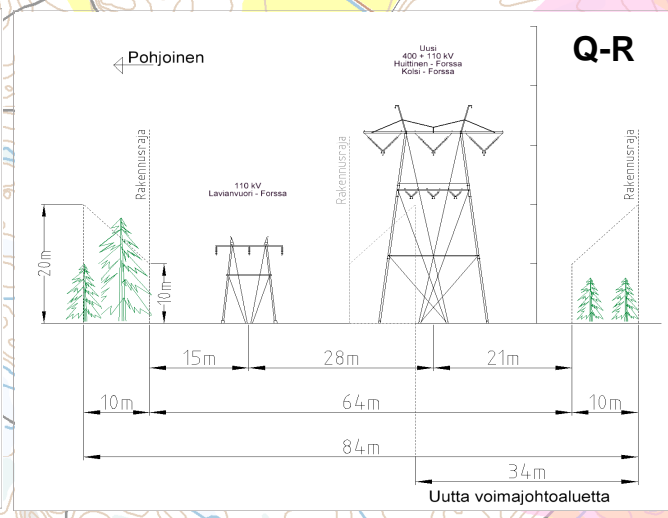 Q-R
Pohjoinen
Uusi
400 + 110 kV
Huittinen - Forssa
Kolsi - Forssa
Rakennusraja
Rakennusraja
Rakennusraja
110 kV
Lavianvuori - Forssa
20m
10m
15m
28m
21m
10m
64m
10m
84m
34m
Uutta voimajohtoaluetta